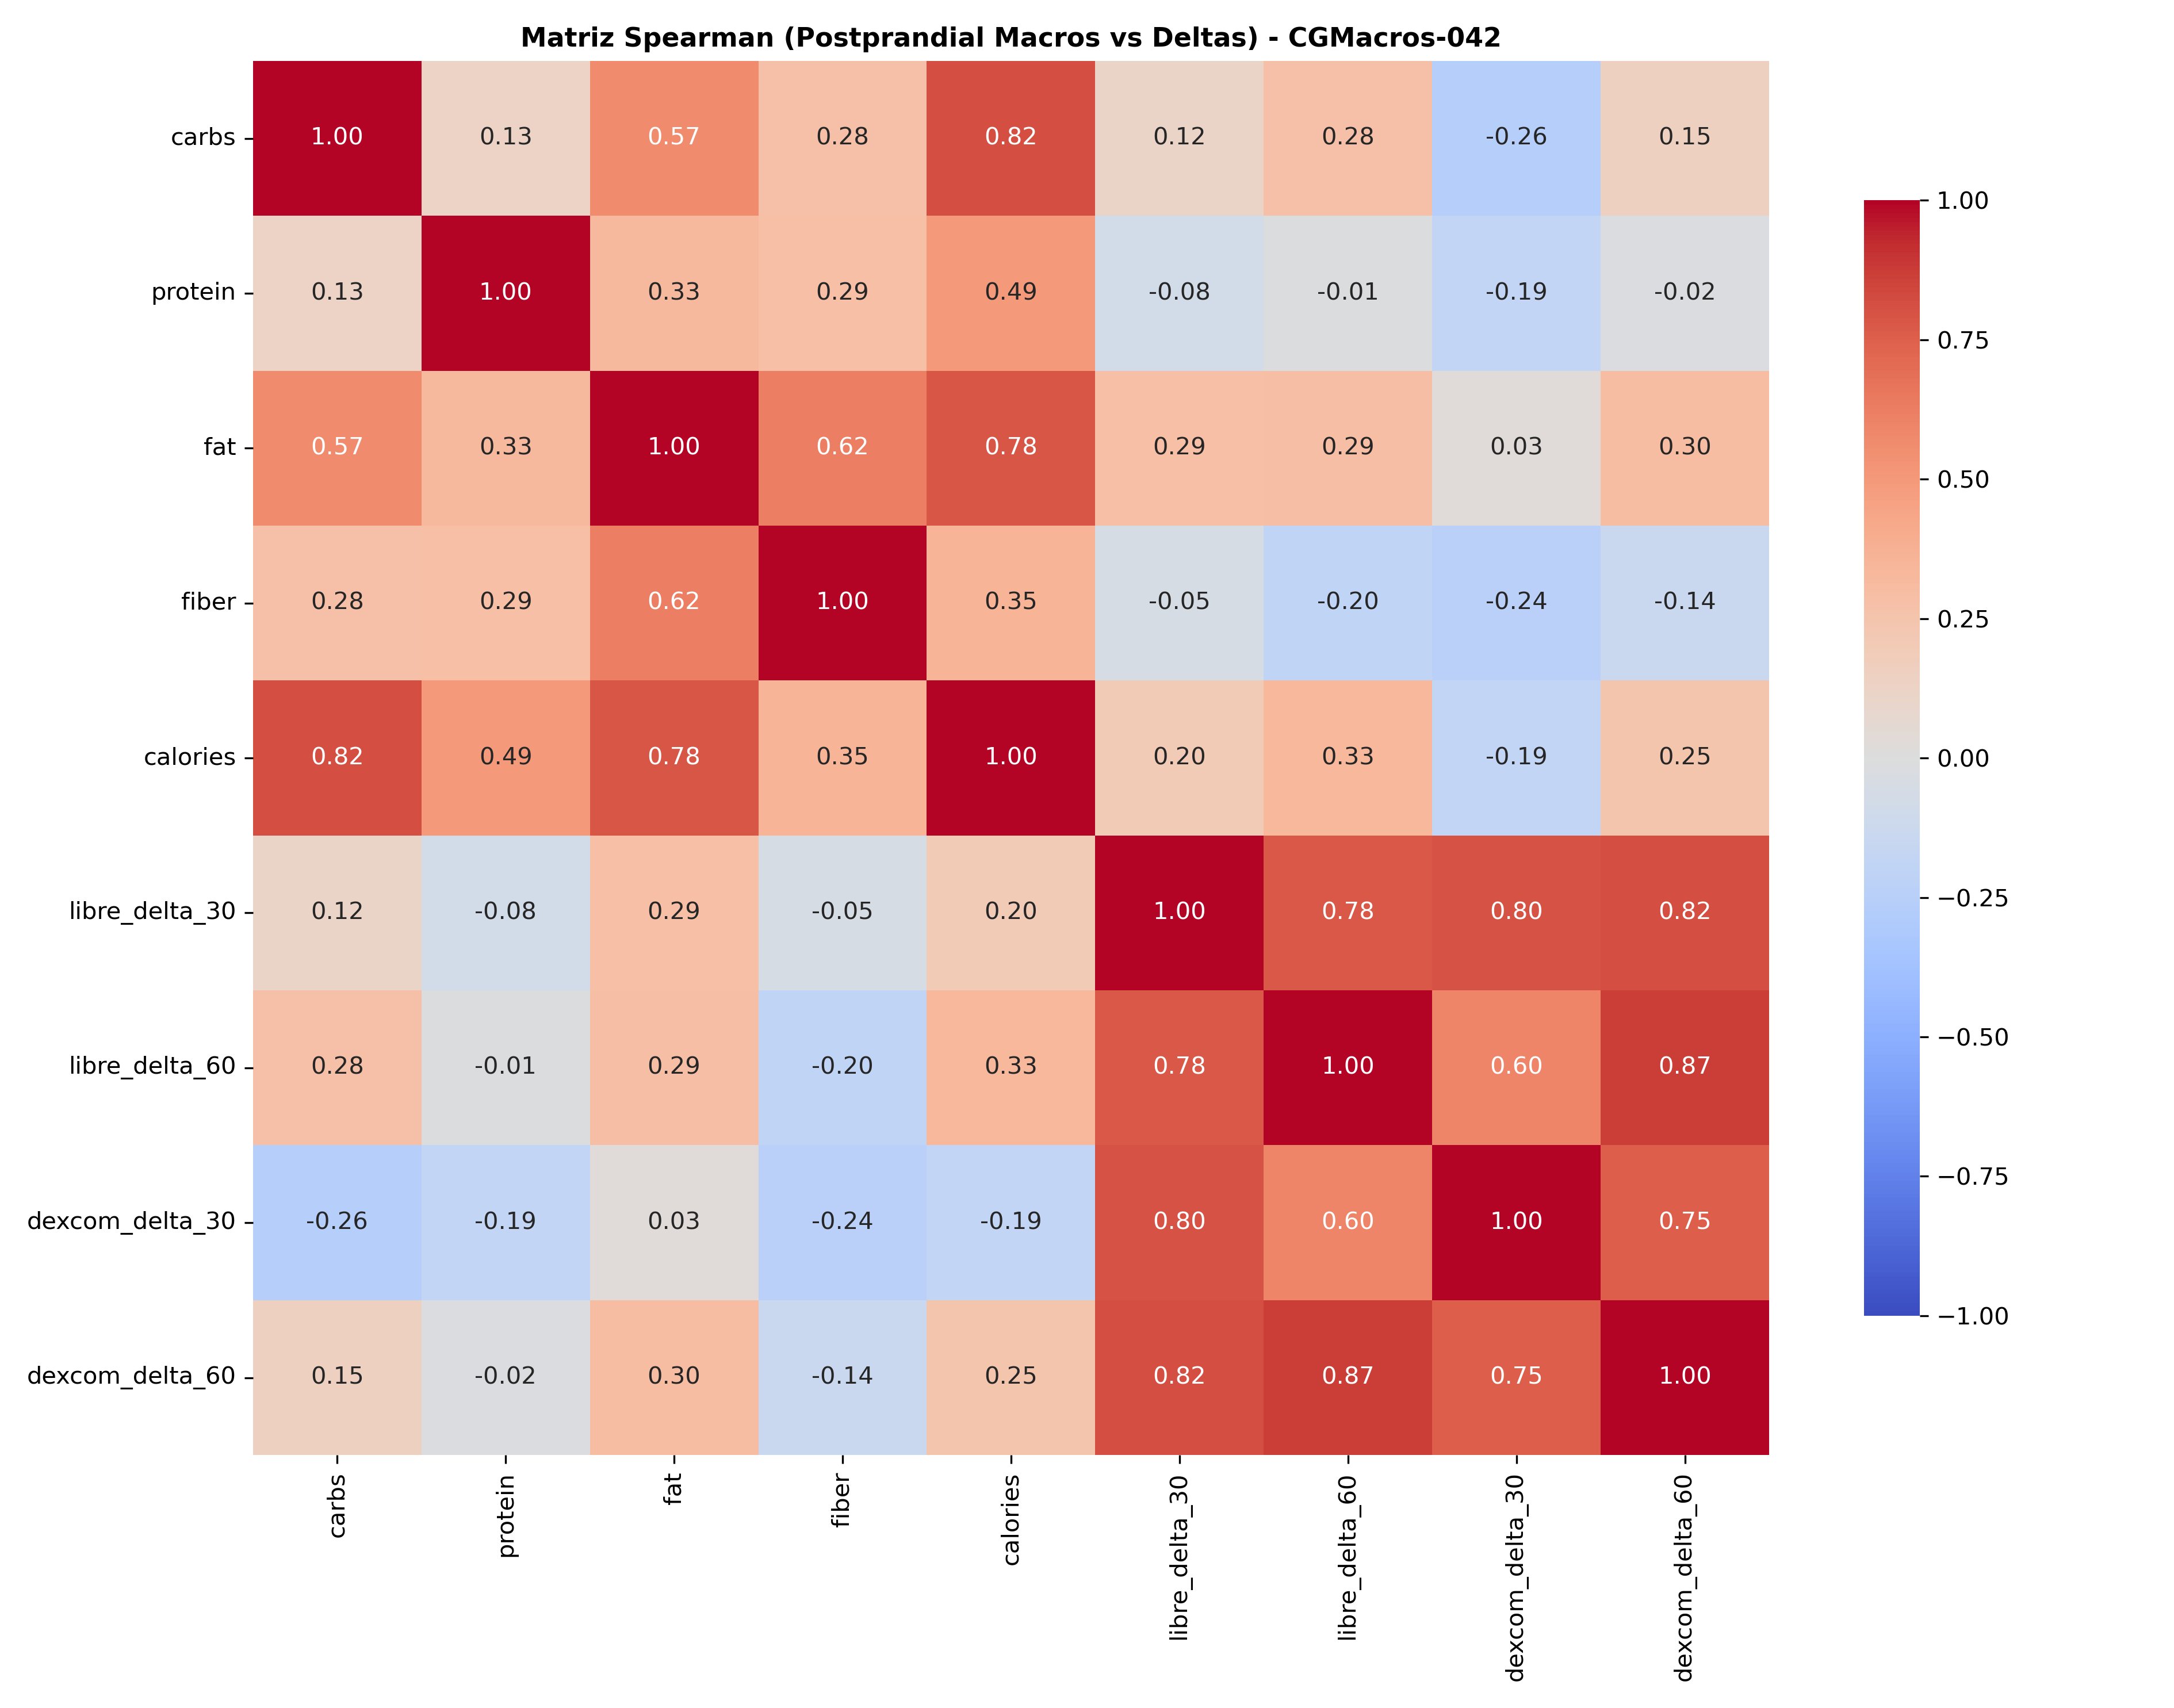 Matriz Spearman (Postprandial Macros vs Deltas) - CGMacros-042
carbs 1.00 0.13 0.57 0.28 0.82 0.12 0.28 -0.26 0.15
protein 0.13 1.00 0.33 0.29 0.49 -0.08 -0.01 -0.19 -0.02
fat 0.57 0.33 1.00 0.62 0.78 0.29 0.29 0.03 0.30
fiber 0.28 0.29 0.62 1.00 0.35 -0.05 -0.20 -0.24 -0.14
calories 0.82 0.49 0.78 0.35 1.00 0.20 0.33 -0.19 0.25
libre_delta_30 0.12 -0.08 0.29 -0.05 0.20 1.00 0.78 0.80 0.82
libre_delta_60 0.28 -0.01 0.29 -0.20 0.33 0.78 1.00 0.60 0.87
dexcom_delta_30 -0.26 -0.19 0.03 -0.24 -0.19 0.80 0.60 1.00 0.75
dexcom_delta_60 0.15 -0.02 0.30 -0.14 0.25 0.82 0.87 0.75 1.00
carbs protein fat fiber calories libre_delta_30 libre_delta_60 dexcom_delta_30 dexcom_delta_60
1.00
0.75
0.50
0.25
0.00
−0.25
−0.50
−0.75
−1.00